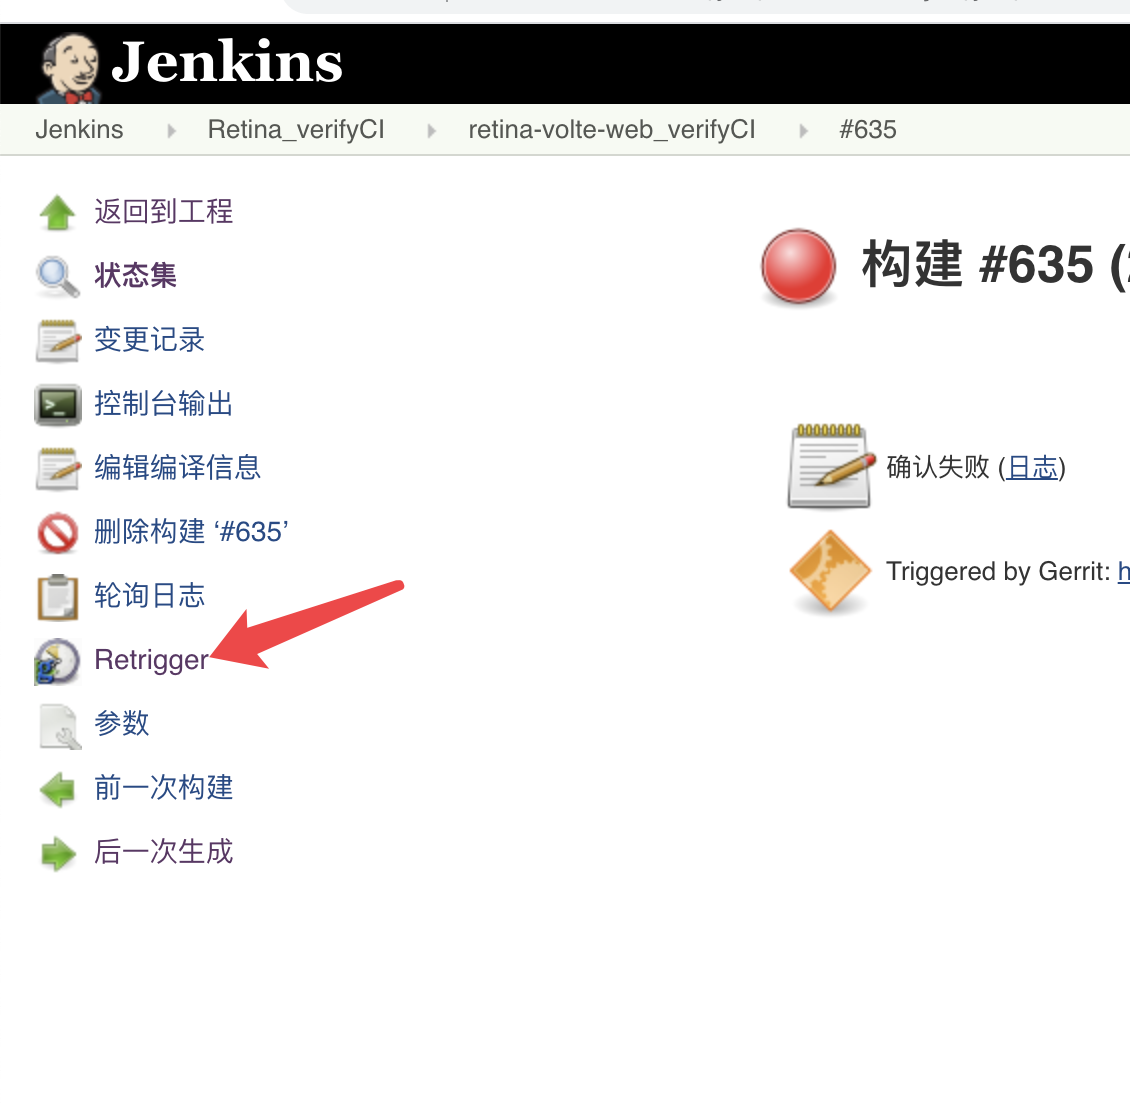 Jenkins
Jenkins Retina_verifyCI retina-volte-web_verifyCI #635
返回到工程
状态集
变更记录
控制台输出
编辑编译信息
删除构建 ‘#635’
轮询日志
Retrigger
参数
前一次构建
后一次生成
构建 #635 (
确认失败 (日志)
Triggered by Gerrit: h